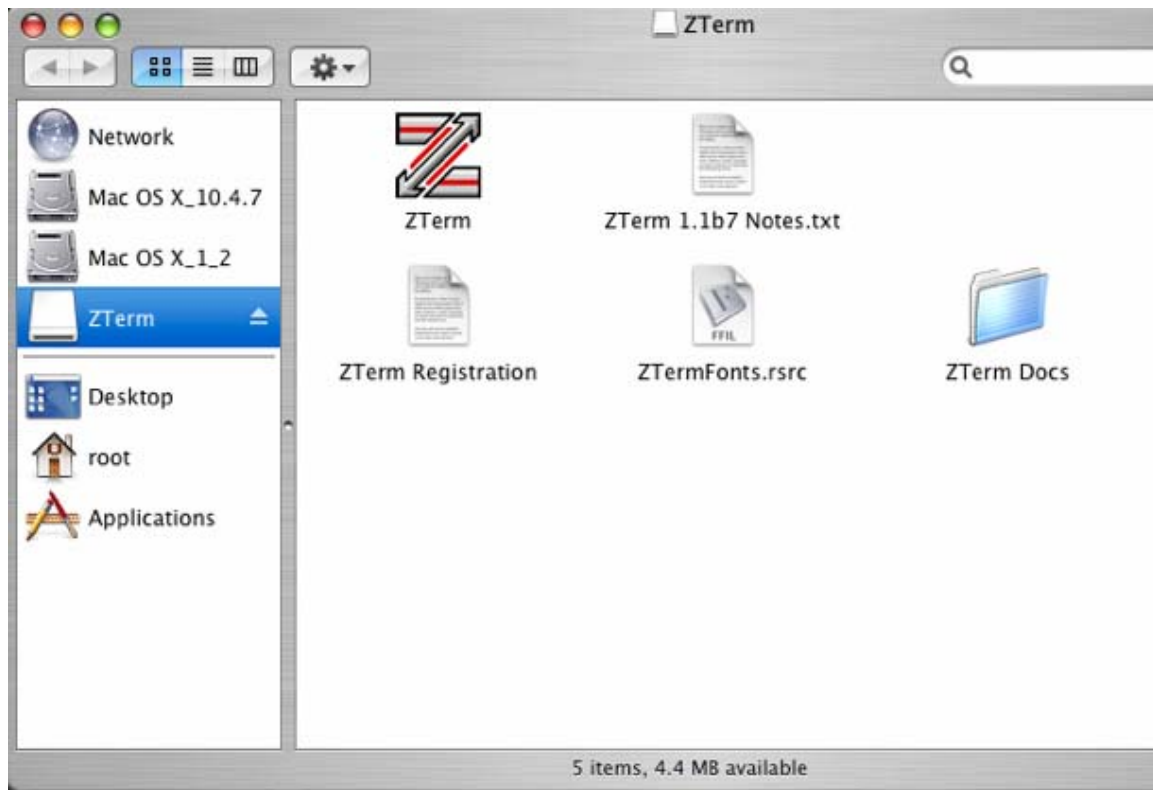 ZTerm
Network
Mac OS X_10.4.7
Mac OS X_1_2
ZTerm
Desktop
root
Applications
ZTerm
ZTerm 1.1b7 Notes.txt
ZTerm Registration
FFIL
ZTermFonts.rsrc
ZTerm Docs
5 items, 4.4 MB available